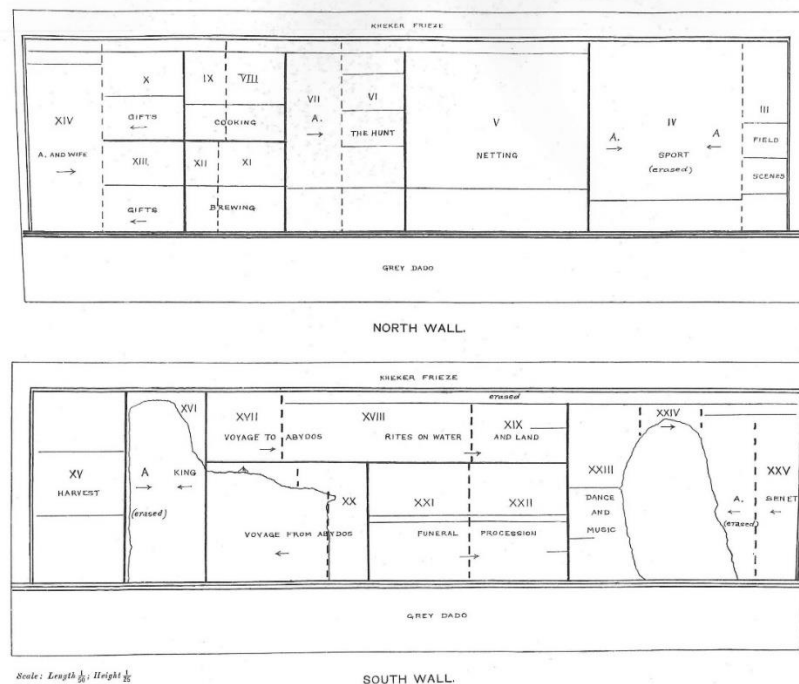 KHEKER FRIEZE
XIV
A. AND WIFE
→
X
GIFTS
←
XIII
GIFTS
←
IX VIII
COOKING
XII XI
BREWING
VII
A.
→
VI
THE HUNT
V
NETTING
IV
A. → A ←
SPORT
(erased)
III
FIELD
SCENES
GREY DADO
NORTH WALL.
KHEKER FRIEZE
erased
XV
HARVEST
XVI
A → KING ←
(erased)
XVII XVIII XIX
VOYAGE TO ABYDOS → RITES ON WATER → AND LAND
XX
VOYAGE FROM ABYDOS
←
XXI XXII
FUNERAL PROCESSION
→
XXIII
DANCE
AND
MUSIC
XXIV
→
A. ←
(erased)
XXV
SENET
←
GREY DADO
Scale: Length 1/56; Height 1/25
SOUTH WALL.